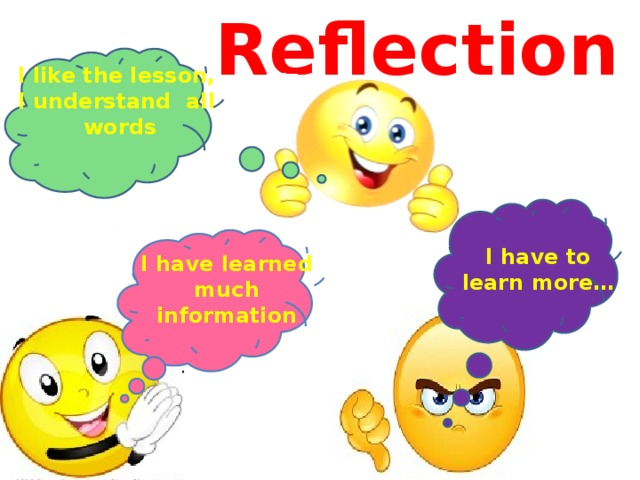 Reflection
I like the lesson,
I understand all
words
I have to
learn more…
I have learned
much
information